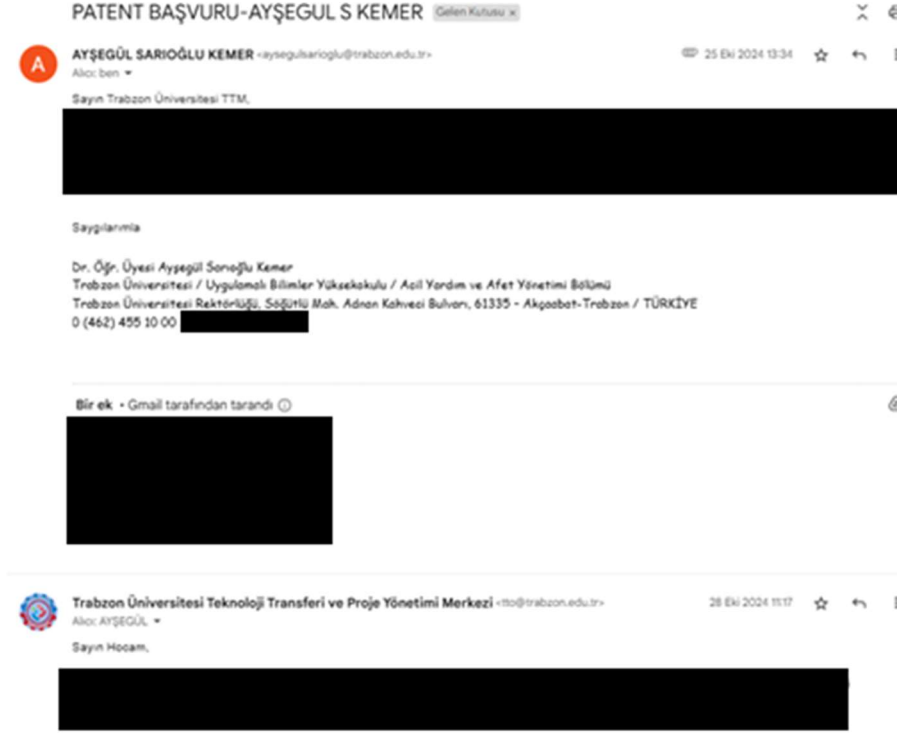 PATENT BAŞVURU-AYŞEGUL S KEMER Gelen Kutusu x
AYŞEGÜL SARIOĞLU KEMER <aysegulsarioglu@trabzon.edu.tr>
25 Eki 2024 13:34
Alıcı: ben
Sayın Trabzon Üniversitesi TTM,
Saygılarımla
Dr. Öğr. Üyesi Ayşegül Sarıoğlu Kemer
Trabzon Üniversitesi / Uygulamalı Bilimler Yüksekokulu / Acil Yardım ve Afet Yönetimi Bölümü
Trabzon Üniversitesi Rektörlüğü, Söğütlü Mah. Adnan Kahveci Bulvarı, 61335 - Akçaabat-Trabzon / TÜRKİYE
0 (462) 455 10 00
Bir ek • Gmail tarafından tarandı
Trabzon Üniversitesi Teknoloji Transferi ve Proje Yönetimi Merkezi <tto@trabzon.edu.tr>
28 Eki 2024 11:17
Alıcı: AYŞEGÜL
Sayın Hocam,